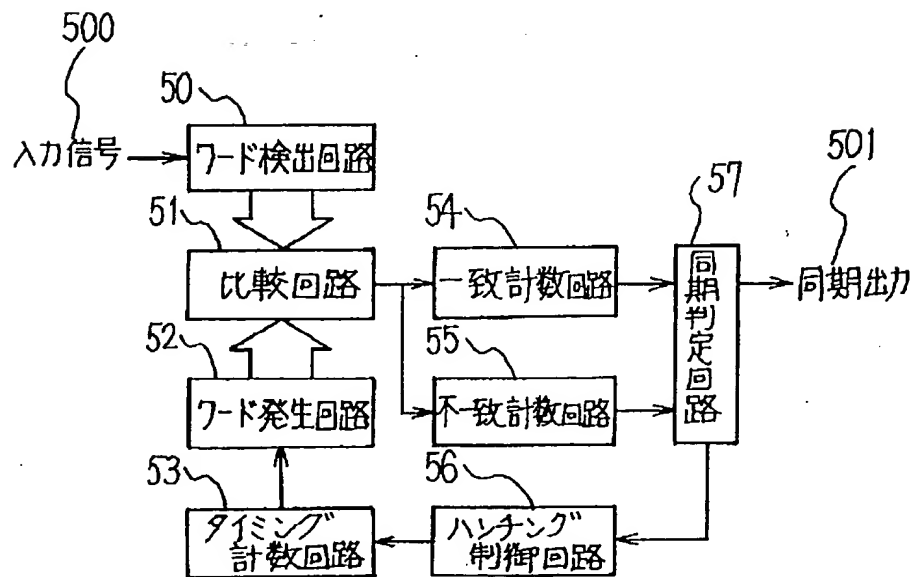 500
入力信号
50
ワード検出回路
51
比較回路
52
ワード発生回路
53
タイミング
計数回路
54
一致計数回路
55
不一致計数回路
56
ハンチング
制御回路
57
同期判定回路
501
同期出力